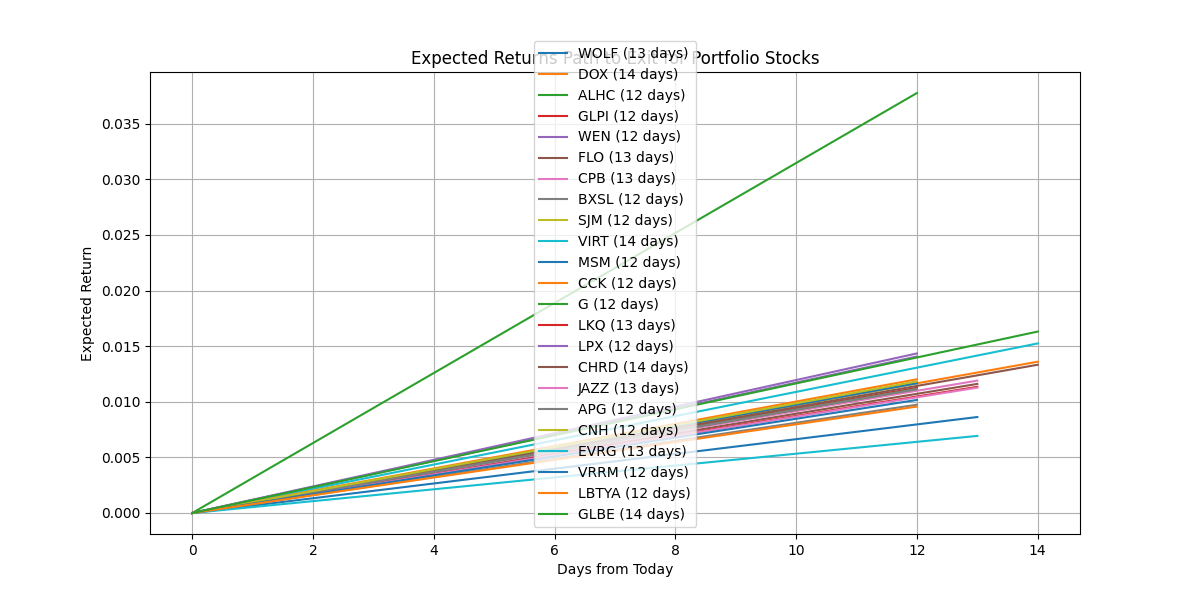 Expected Returns Path to Exit for Portfolio Stocks
WOLF (13 days)
DOX (14 days)
ALHC (12 days)
GLPI (12 days)
WEN (12 days)
FLO (13 days)
CPB (13 days)
BXSL (12 days)
SJM (12 days)
VIRT (14 days)
MSM (12 days)
CCK (12 days)
G (12 days)
LKQ (13 days)
LPX (12 days)
CHRD (14 days)
JAZZ (13 days)
APG (12 days)
CNH (12 days)
EVRG (13 days)
VRRM (12 days)
LBTYA (12 days)
GLBE (14 days)
Expected Return
0.035
0.030
0.025
0.020
0.015
0.010
0.005
0.000
0 2 4 6 8 10 12 14
Days from Today